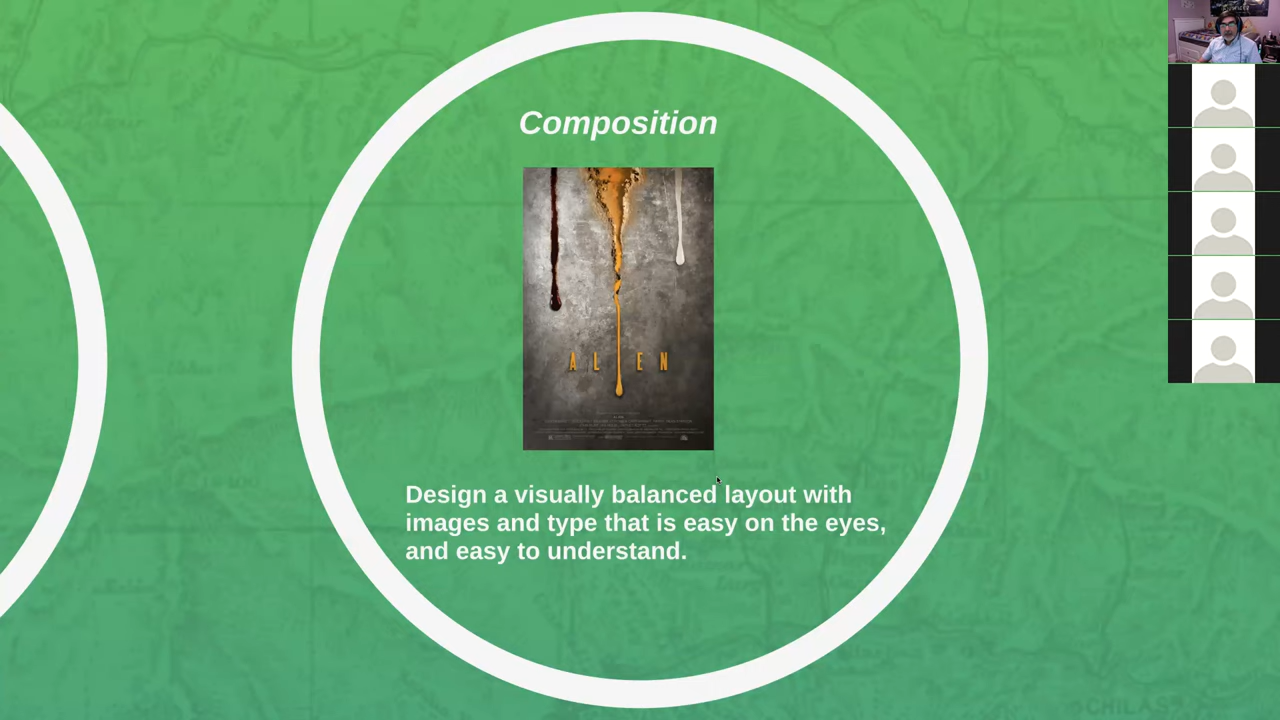 Composition
A L E N
Design a visually balanced layout with
images and type that is easy on the eyes,
and easy to understand.
CHILAS